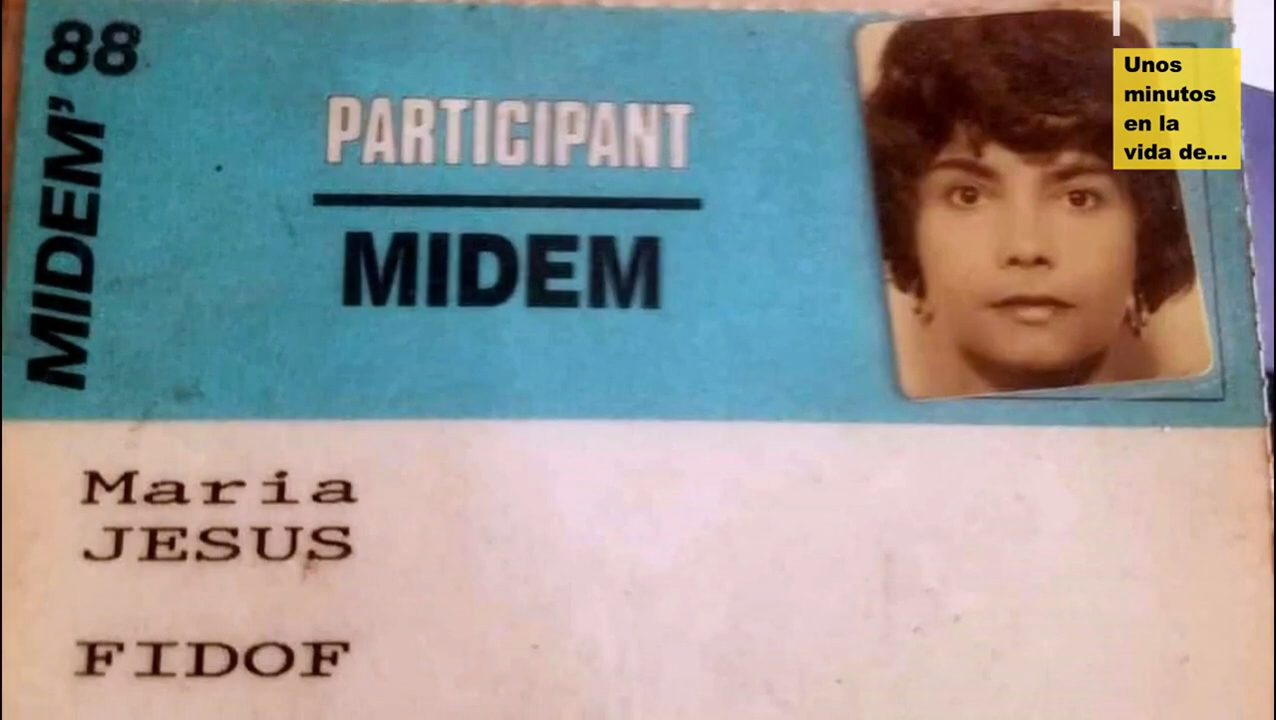 MIDEM' 88
PARTICIPANT
MIDEM
Unos
minutos
en la
vida de...
Maria
JESUS
FIDOF